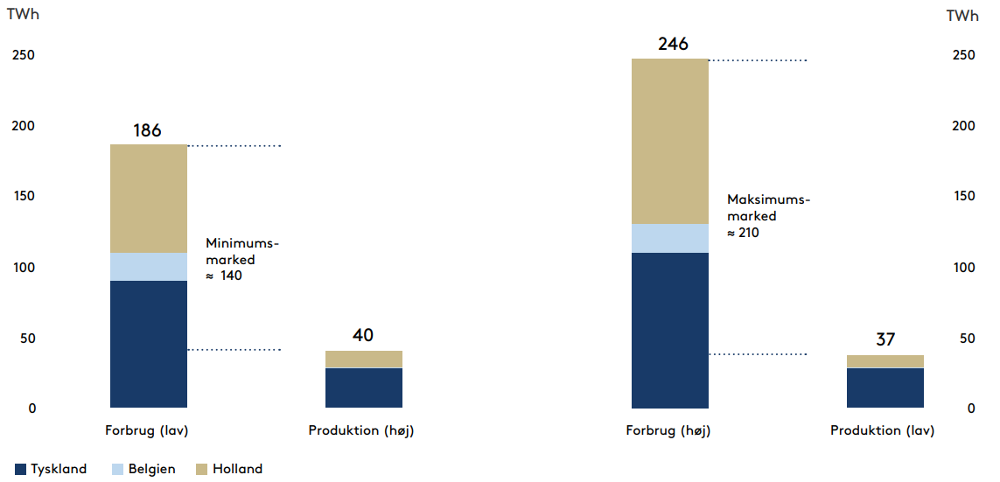 TWh
TWh
250
200
150
100
50
0
186
Minimums-
marked
≈ 140
40
Forbrug (lav)
Produktion (høj)
246
Maksimums-
marked
≈ 210
37
Forbrug (høj)
Produktion (lav)
250
200
150
100
50
0
Tyskland
Belgien
Holland